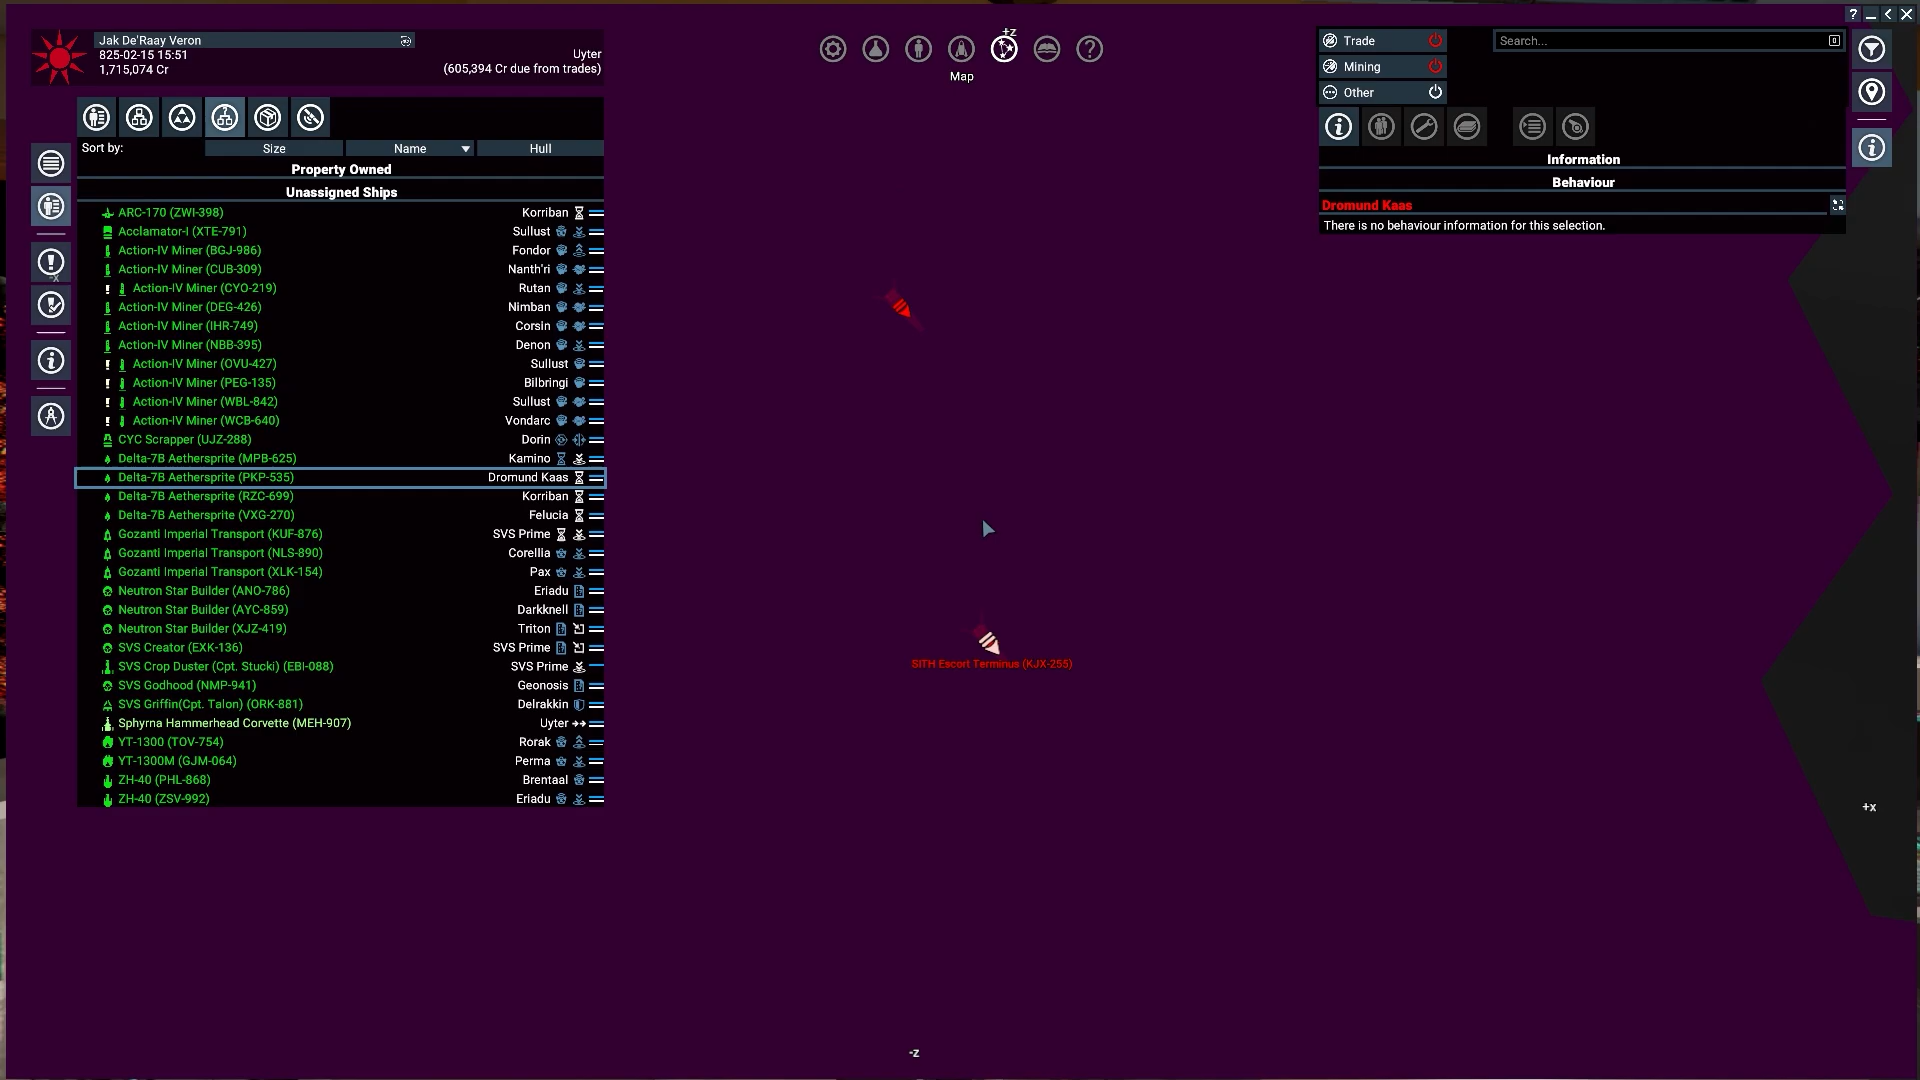 Jak De'Raay Veron
825-02-15 15:51
Uyter
1,715,074 Cr
(605,394 Cr due from trades)
+Z
Map
Trade
Search...
0
Mining
Other
Sort by:
Size
Name
Hull
Property Owned
Unassigned Ships
ARC-170 (ZWI-398) Korriban
Acclamator-I (XTE-791) Sullust
Action-IV Miner (BGJ-986) Fondor
Action-IV Miner (CUB-309) Nanth'ri
Action-IV Miner (CYO-219) Rutan
Action-IV Miner (DEG-426) Nimban
Action-IV Miner (IHR-749) Corsin
Action-IV Miner (NBB-395) Denon
Action-IV Miner (OVU-427) Sullust
Action-IV Miner (PEG-135) Bilbringi
Action-IV Miner (WBL-842) Sullust
Action-IV Miner (WCB-640) Vondarc
CYC Scrapper (UJZ-288) Dorin
Delta-7B Aethersprite (MPB-625) Kamino
Delta-7B Aethersprite (PKP-535) Dromund Kaas
Delta-7B Aethersprite (RZC-699) Korriban
Delta-7B Aethersprite (VXG-270) Felucia
Gozanti Imperial Transport (KUF-876) SVS Prime
Gozanti Imperial Transport (NLS-890) Corellia
Gozanti Imperial Transport (XLK-154) Pax
Neutron Star Builder (ANO-786) Eriadu
Neutron Star Builder (AYC-859) Darkknell
Neutron Star Builder (XJZ-419) Triton
SVS Creator (EXK-136) SVS Prime
SVS Crop Duster (Cpt. Stucki) (EBI-088) SVS Prime
SVS Godhood (NMP-941) Geonosis
SVS Griffin(Cpt. Talon) (ORK-881) Delrakkin
Sphyrna Hammerhead Corvette (MEH-907) Uyter
YT-1300 (TOV-754) Rorak
YT-1300M (GJM-064) Perma
ZH-40 (PHL-868) Brentaal
ZH-40 (ZSV-992) Eriadu
-X
SITH Escort Terminus (KJX-255)
Information
Behaviour
Dromund Kaas
There is no behaviour information for this selection.
+X
-Z